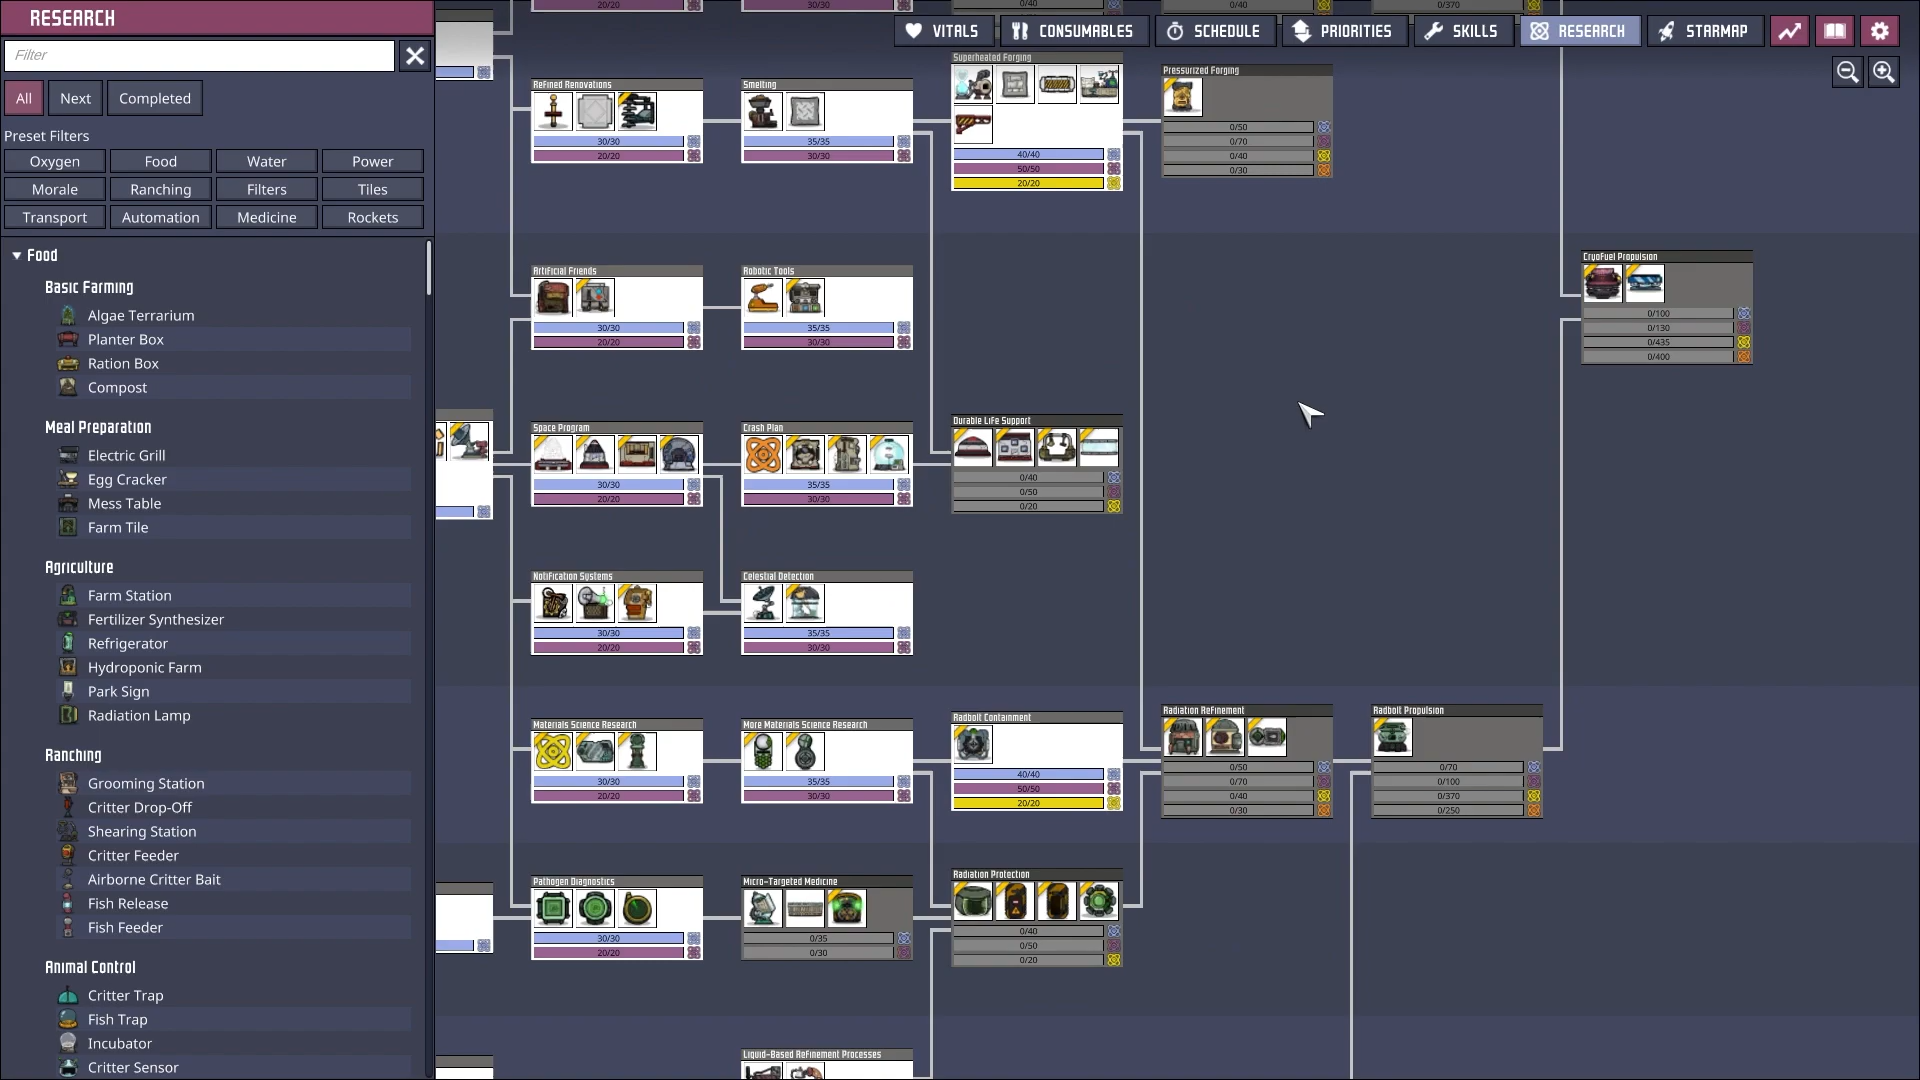 RESEARCH
VITALS
CONSUMABLES
SCHEDULE
PRIORITIES
SKILLS
RESEARCH
STARMAP
Filter
All
Next
Completed
Preset Filters
Oxygen
Food
Water
Power
Morale
Ranching
Filters
Tiles
Transport
Automation
Medicine
Rockets
Food
Basic Farming
Algae Terrarium
Planter Box
Ration Box
Compost
Meal Preparation
Electric Grill
Egg Cracker
Mess Table
Farm Tile
Agriculture
Farm Station
Fertilizer Synthesizer
Refrigerator
Hydroponic Farm
Park Sign
Radiation Lamp
Ranching
Grooming Station
Critter Drop-Off
Shearing Station
Critter Feeder
Airborne Critter Bait
Fish Release
Fish Feeder
Animal Control
Critter Trap
Fish Trap
Incubator
Critter Sensor
20/20
30/30
0/40
0/40
0/370
Refined Renovations
30/30
20/20
Smelting
35/35
30/30
Superheated Forging
40/40
50/50
20/20
Pressurized Forging
0/50
0/70
0/40
0/30
Artificial Friends
30/30
20/20
Robotic Tools
35/35
30/30
CryoFuel Propulsion
0/100
0/130
0/435
0/400
Space Program
30/30
20/20
Crash Plan
35/35
30/30
Durable Life Support
0/40
0/50
0/20
Notification Systems
30/30
20/20
Celestial Detection
35/35
30/30
Materials Science Research
30/30
20/20
More Materials Science Research
35/35
30/30
Radbolt Containment
40/40
50/50
20/20
Radiation Refinement
0/50
0/70
0/40
0/30
Radbolt Propulsion
0/70
0/100
0/370
0/250
Pathogen Diagnostics
30/30
20/20
Micro-Targeted Medicine
0/35
0/30
Radiation Protection
0/40
0/50
0/20
Liquid-Based Refinement Processes